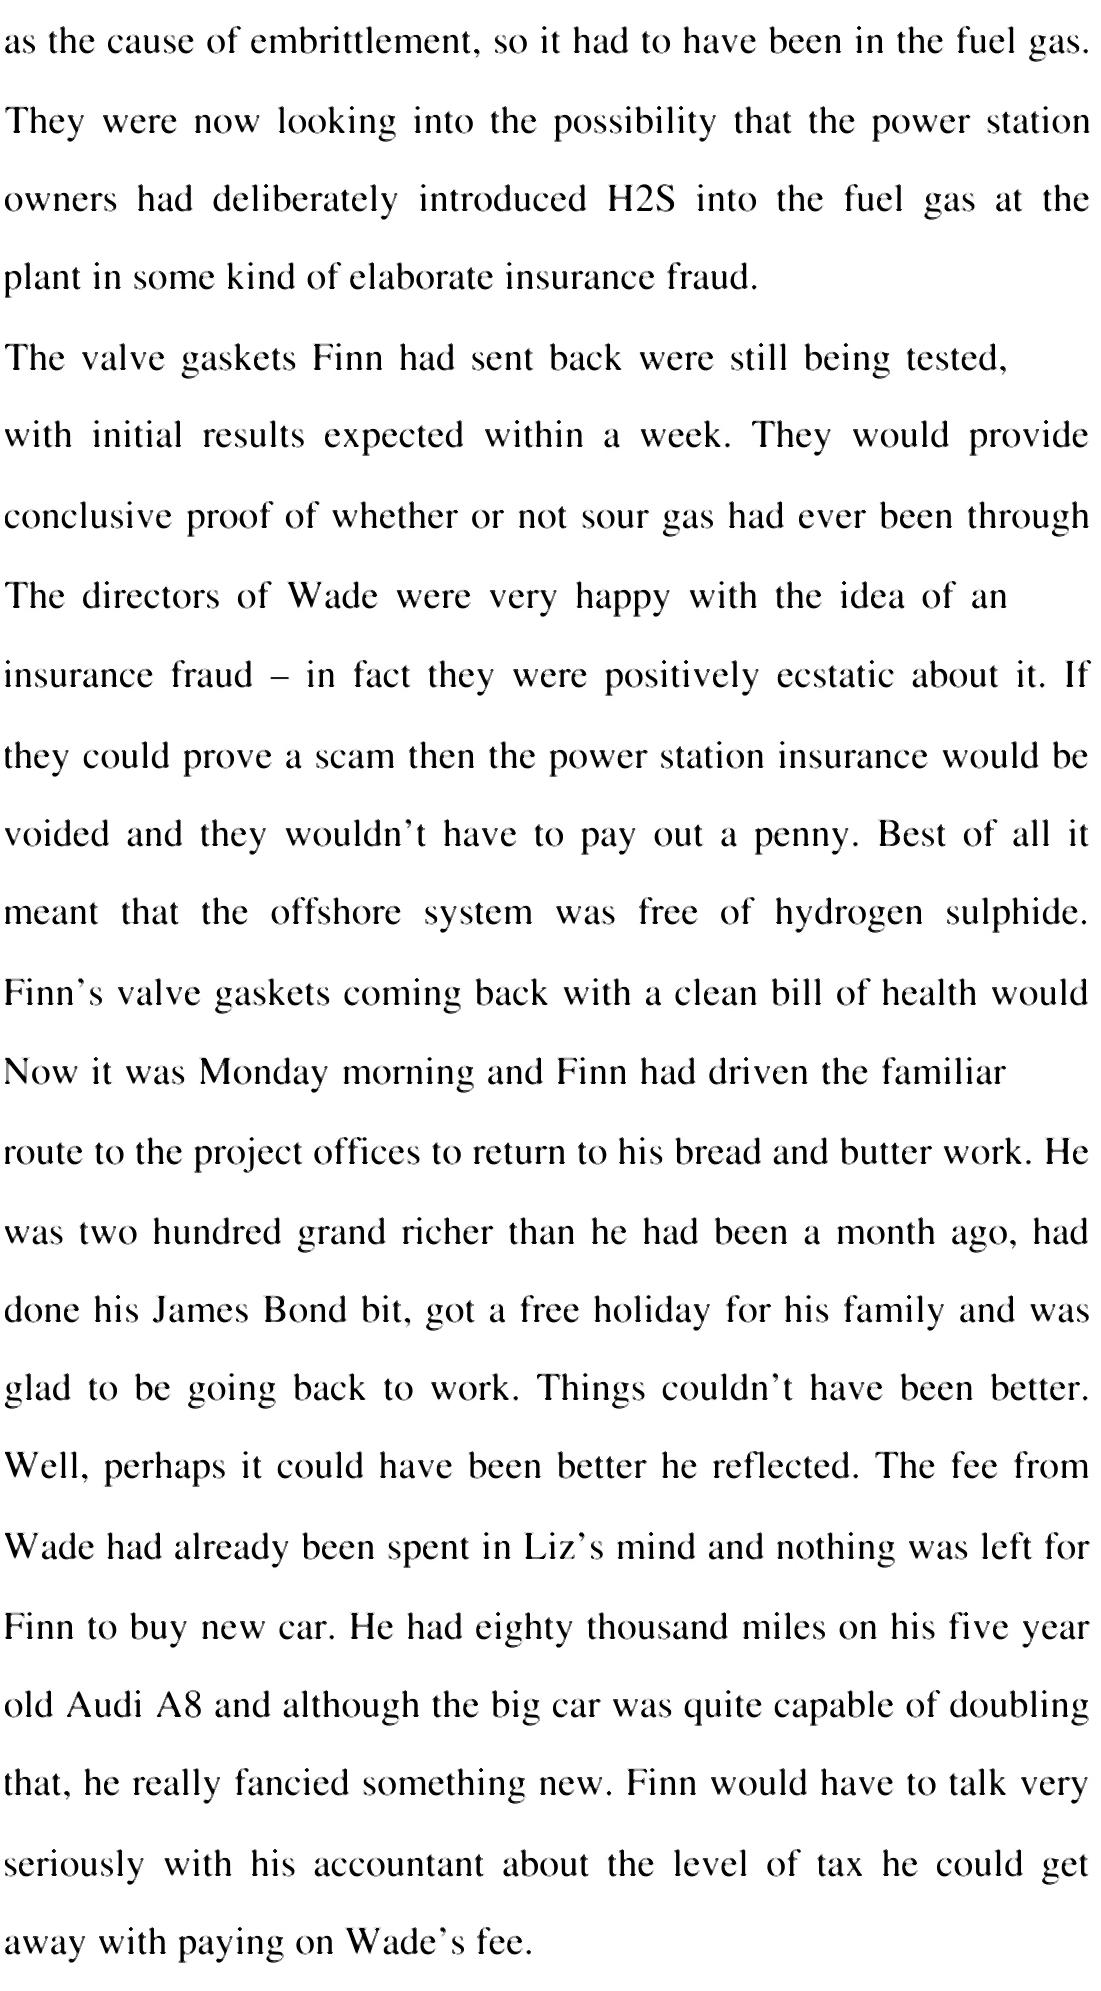 as the cause of embrittlement, so it had to have been in the fuel gas.
They were now looking into the possibility that the power station
owners had deliberately introduced H2S into the fuel gas at the
plant in some kind of elaborate insurance fraud.
The valve gaskets Finn had sent back were still being tested,
with initial results expected within a week. They would provide
conclusive proof of whether or not sour gas had ever been through
The directors of Wade were very happy with the idea of an
insurance fraud – in fact they were positively ecstatic about it. If
they could prove a scam then the power station insurance would be
voided and they wouldn’t have to pay out a penny. Best of all it
meant that the offshore system was free of hydrogen sulphide.
Finn’s valve gaskets coming back with a clean bill of health would
Now it was Monday morning and Finn had driven the familiar
route to the project offices to return to his bread and butter work. He
was two hundred grand richer than he had been a month ago, had
done his James Bond bit, got a free holiday for his family and was
glad to be going back to work. Things couldn’t have been better.
Well, perhaps it could have been better he reflected. The fee from
Wade had already been spent in Liz’s mind and nothing was left for
Finn to buy new car. He had eighty thousand miles on his five year
old Audi A8 and although the big car was quite capable of doubling
that, he really fancied something new. Finn would have to talk very
seriously with his accountant about the level of tax he could get
away with paying on Wade’s fee.